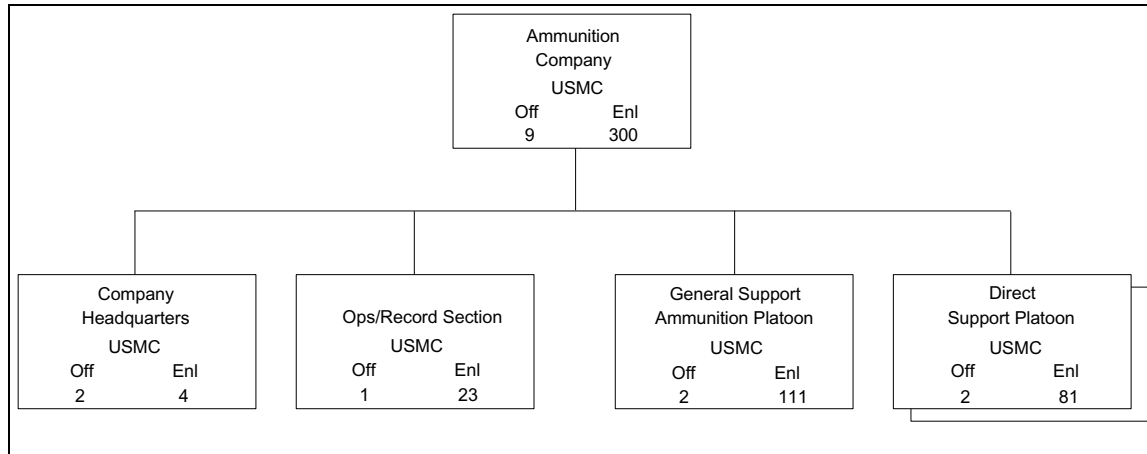 Ammunition
Company
USMC
Off Enl
9 300
Company
Headquarters
USMC
Off Enl
2 4
Ops/Record Section
USMC
Off Enl
1 23
General Support
Ammunition Platoon
USMC
Off Enl
2 111
Direct
Support Platoon
USMC
Off Enl
2 81